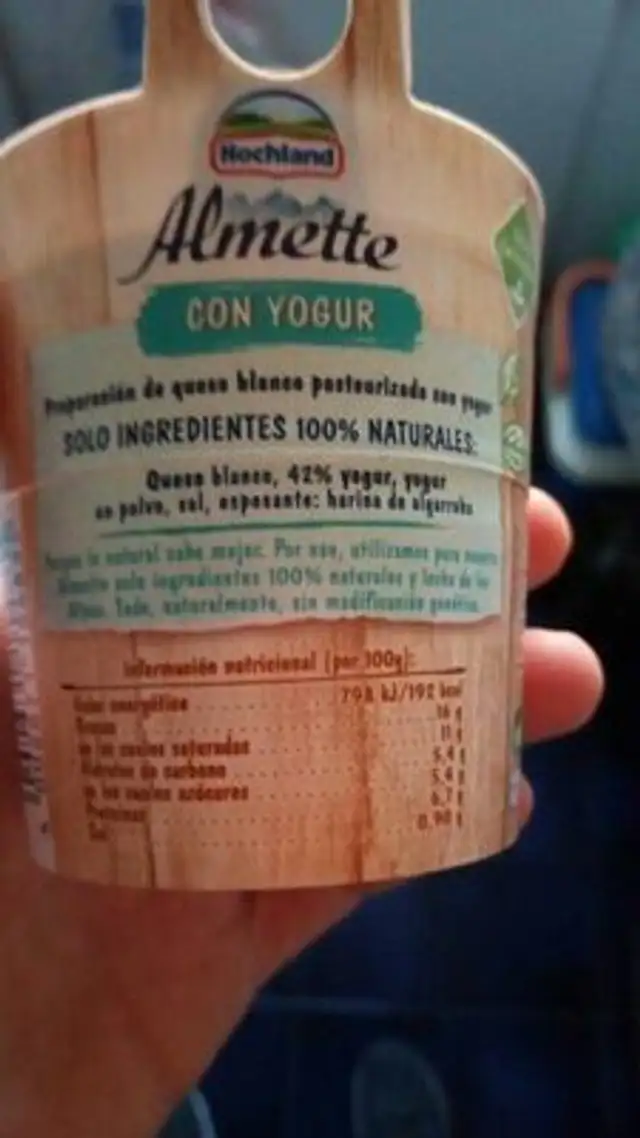 Hochland
Almette
CON YOGUR
Preparación de queso blanco pasteurizado con yogur
SOLO INGREDIENTES 100% NATURALES:
Queso blanco, 42% yogur, yogur
en polvo, sal, espesante: harina de algarroba
Porque lo natural sabe mejor. Por eso, utilizamos para nuestro
Almette solo ingredientes 100% naturales y leche de los
Alpes. Todo, naturalmente, sin modificación genética.
Información nutricional (por 100g):
Valor energético 798 kJ/192 kcal
Grasas 16 g
de las cuales saturadas 11 g
Hidratos de carbono 5,4 g
de los cuales azúcares 5,4 g
Proteínas 6,7 g
Sal 0,90 g